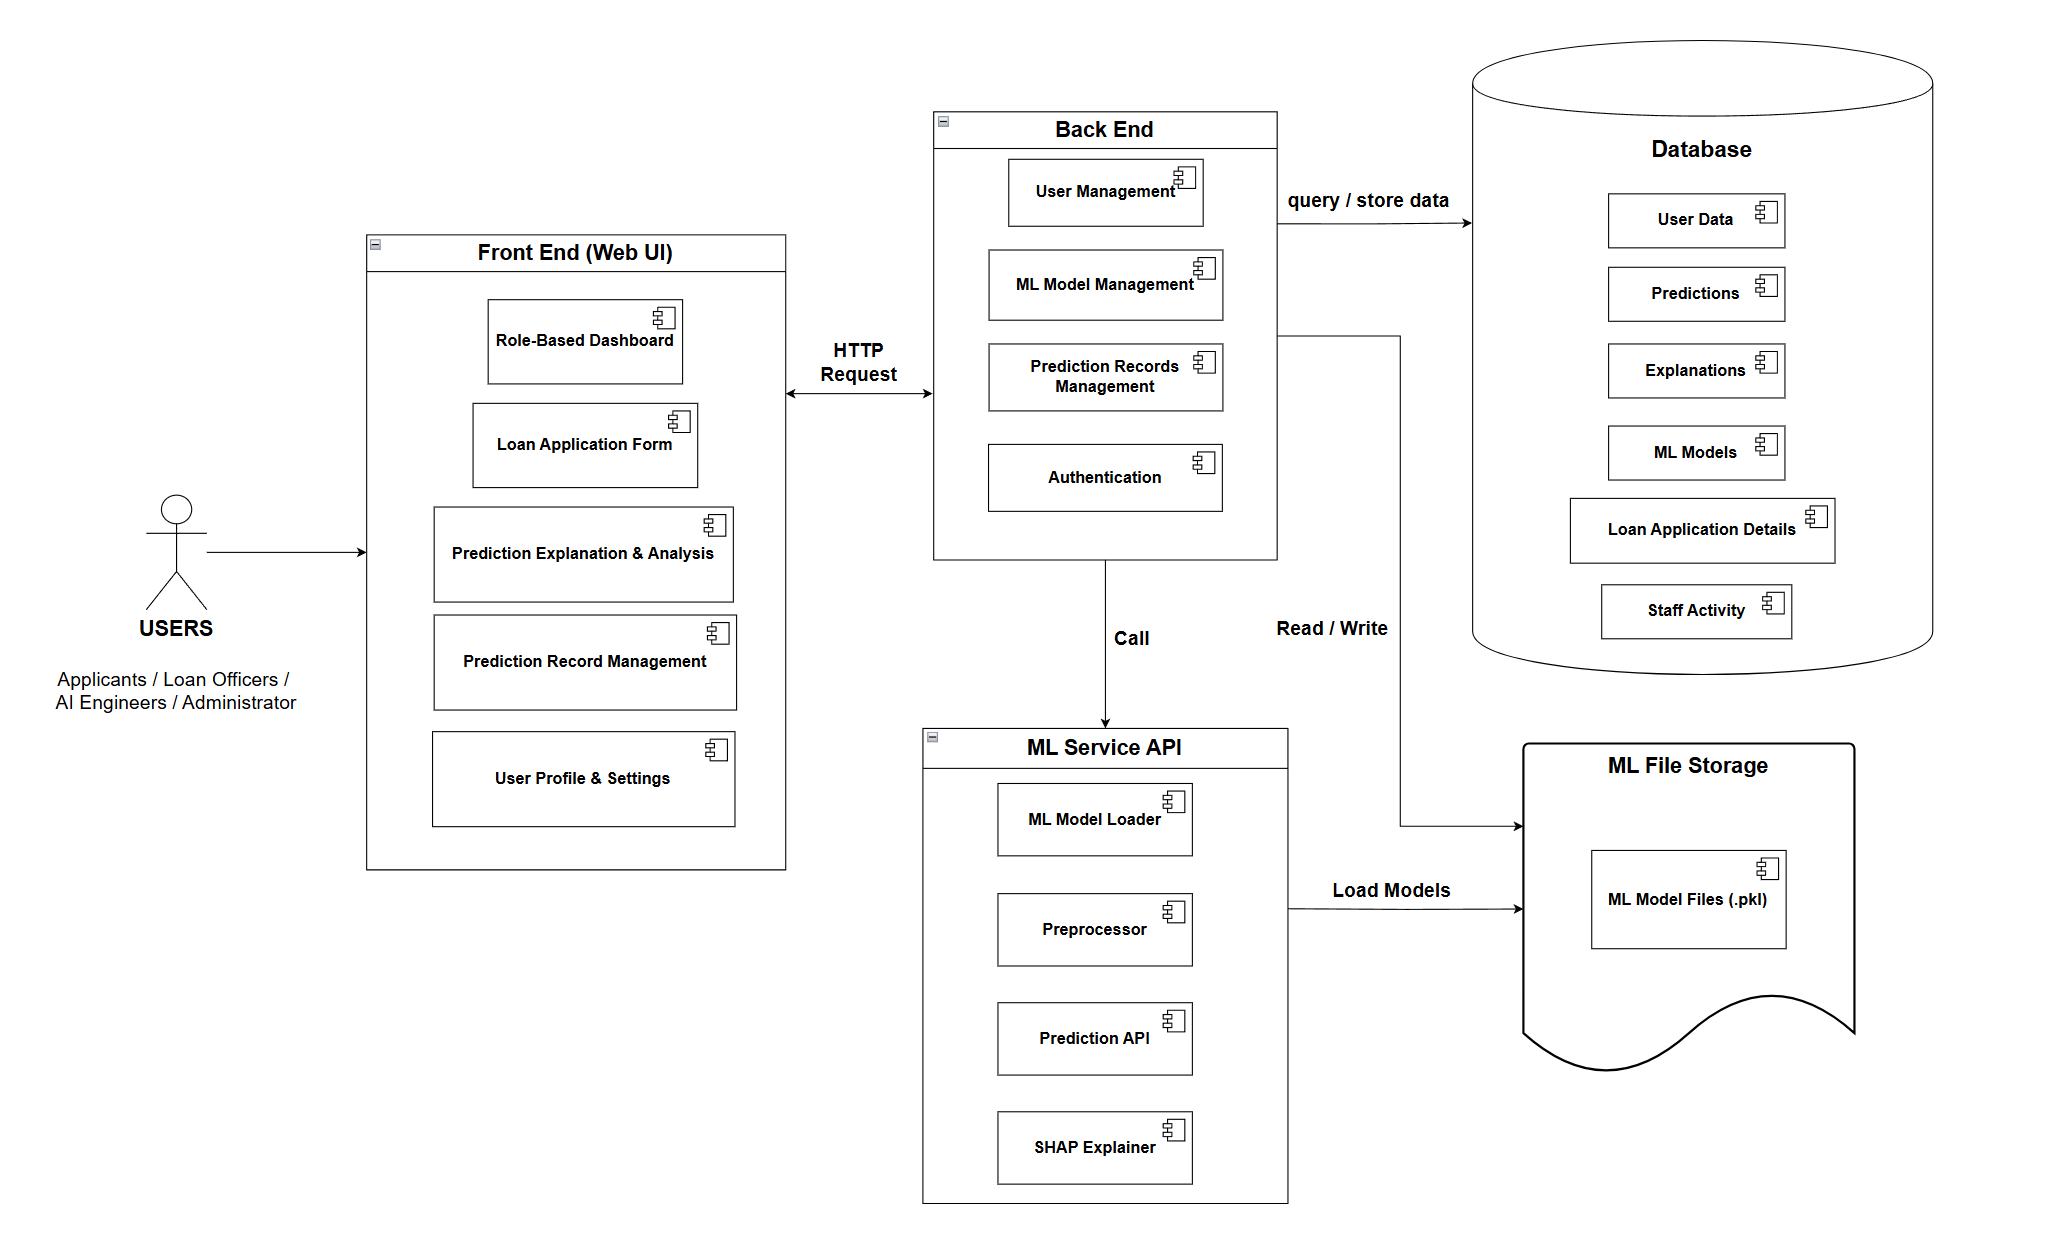 USERS
Applicants / Loan Officers /
AI Engineers / Administrator
Front End (Web UI)
Role-Based Dashboard
Loan Application Form
Prediction Explanation & Analysis
Prediction Record Management
User Profile & Settings
HTTP
Request
Back End
User Management
ML Model Management
Prediction Records
Management
Authentication
query / store data
Call
Read / Write
Database
User Data
Predictions
Explanations
ML Models
Loan Application Details
Staff Activity
ML Service API
ML Model Loader
Preprocessor
Prediction API
SHAP Explainer
Load Models
ML File Storage
ML Model Files (.pkl)